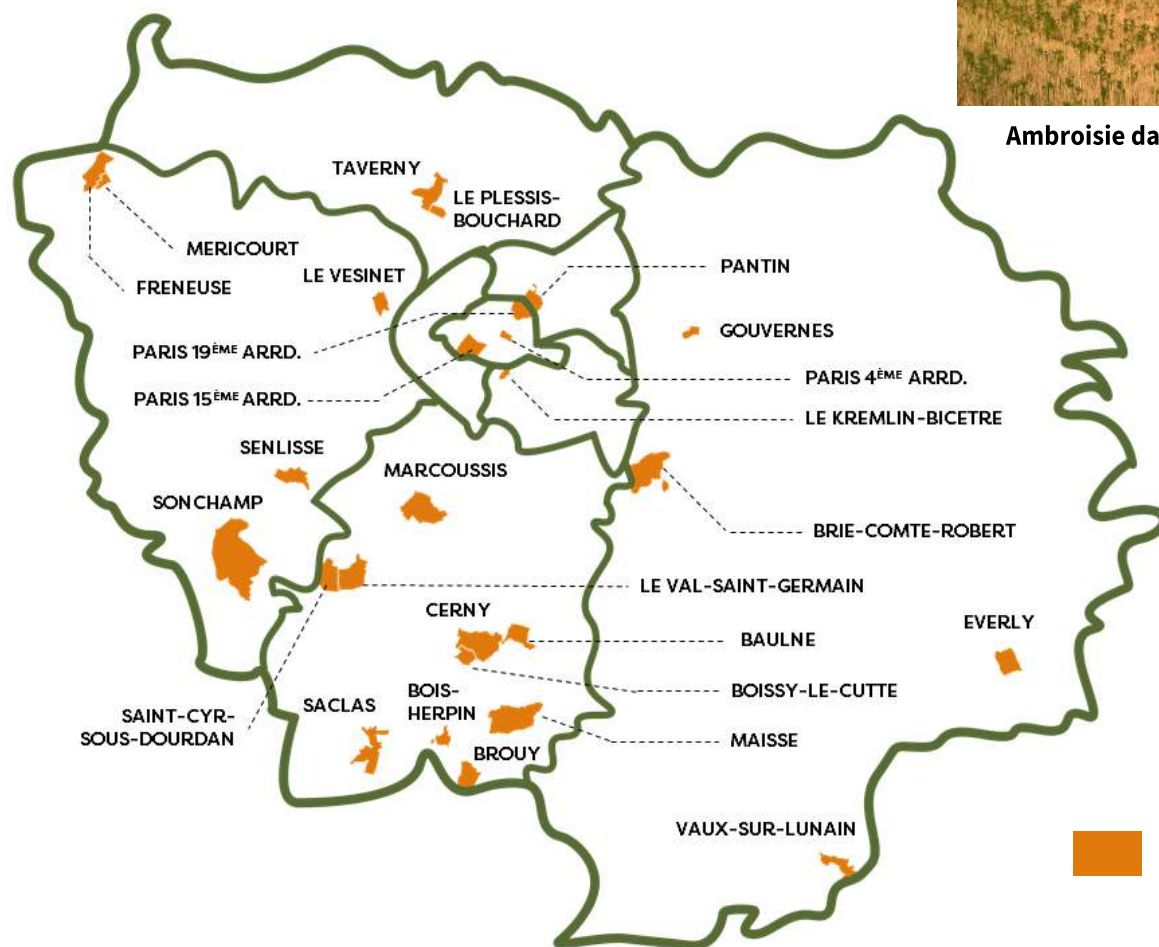 Ambroisie da
TAVERNY
LE PLESSIS-
BOUCHARD
MERICOURT
FRENEUSE
LE VESINET
PANTIN
GOUVERNES
PARIS 19ÈME ARRD.
PARIS 4ÈME ARRD.
PARIS 15ÈME ARRD.
LE KREMLIN-BICETRE
SENLISSE
MARCOUSSIS
SONCHAMP
BRIE-COMTE-ROBERT
LE VAL-SAINT-GERMAIN
CERNY
BAULNE
EVERLY
BOISSY-LE-CUTTE
SAINT-CYR-
SOUS-DOURDAN
SACLAS
BOIS-
HERPIN
MAISSE
BROUY
VAUX-SUR-LUNAIN